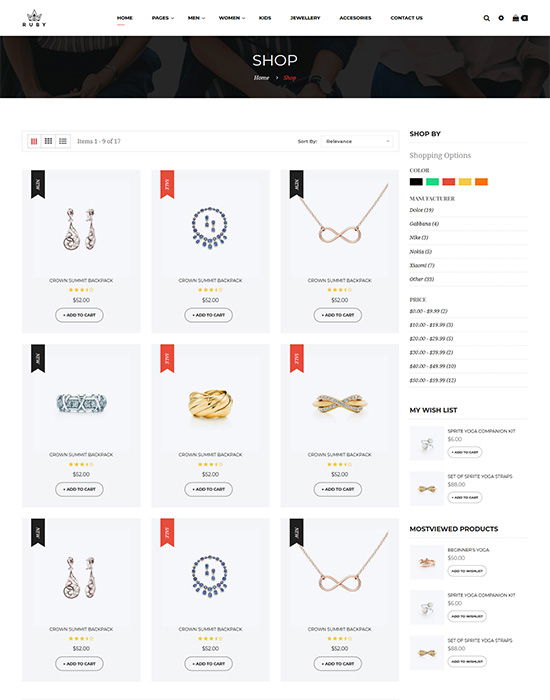 RUBY
HOME PAGES MEN WOMEN KIDS JEWELLERY ACCESORIES CONTACT US 0
SHOP
Home > Shop
Items 1 - 9 of 17
Sort By: Relevance
NEW
SALE
NEW
CROWN SUMMIT BACKPACK
CROWN SUMMIT BACKPACK
CROWN SUMMIT BACKPACK
$52.00
$52.00
$52.00
+ ADD TO CART
+ ADD TO CART
+ ADD TO CART
NEW
SALE
SALE
CROWN SUMMIT BACKPACK
CROWN SUMMIT BACKPACK
CROWN SUMMIT BACKPACK
$52.00
$52.00
$52.00
+ ADD TO CART
+ ADD TO CART
+ ADD TO CART
NEW
SALE
NEW
CROWN SUMMIT BACKPACK
CROWN SUMMIT BACKPACK
CROWN SUMMIT BACKPACK
$52.00
$52.00
$52.00
+ ADD TO CART
+ ADD TO CART
+ ADD TO CART
SHOP BY
Shopping Options
COLOR
MANUFACTURER
Dolce (19)
Gabbana (4)
Nike (3)
Nokia (5)
Xiaomi (7)
Other (35)
PRICE
$0.00 - $9.99 (2)
$10.00 - $19.99 (5)
$20.00 - $29.99 (5)
$30.00 - $39.99 (2)
$40.00 - $49.99 (10)
$50.00 - $59.99 (12)
MY WISH LIST
SPRITE YOGA COMPANION KIT
$6.00
+ ADD TO CART
SET OF SPRITE YOGA STRAPS
$88.00
+ ADD TO CART
MOSTVIEWED PRODUCTS
BEGINNER'S YOGA
$50.00
ADD TO WISHLIST
SPRITE YOGA COMPANION KIT
$6.00
ADD TO WISHLIST
SET OF SPRITE YOGA STRAPS
$88.00
ADD TO WISHLIST